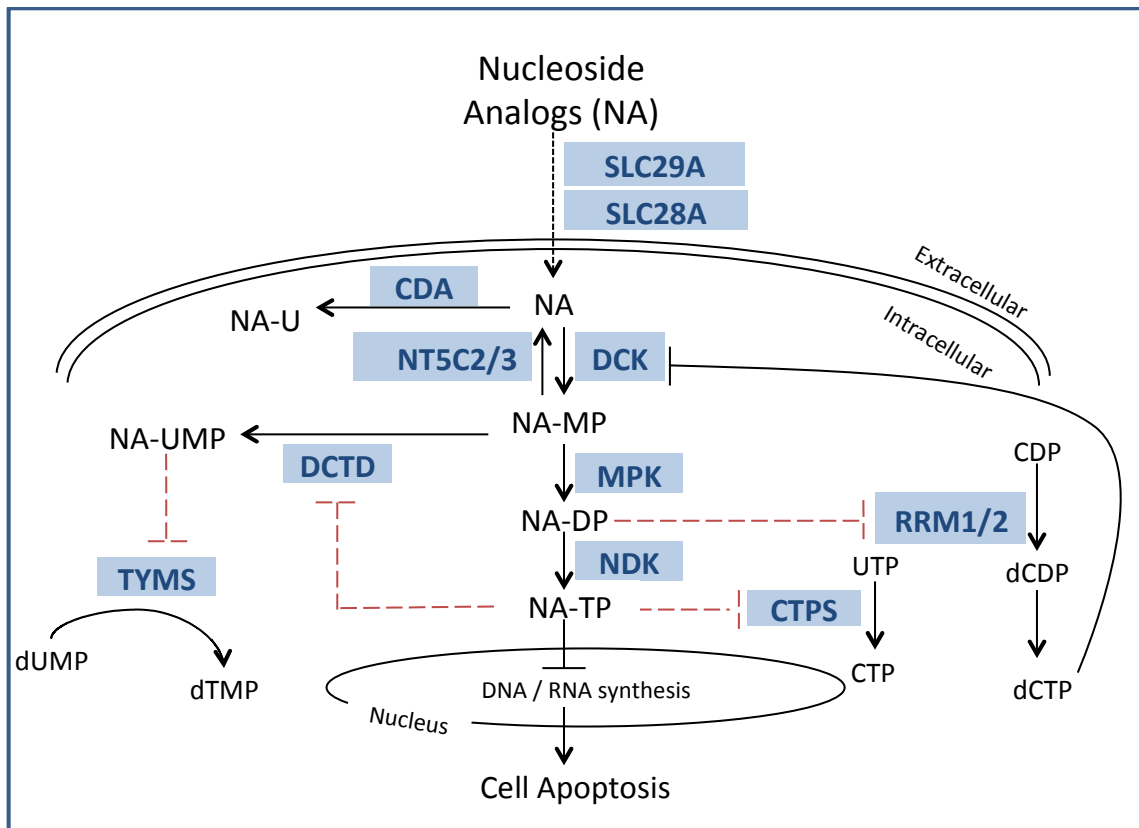 Nucleoside
Analogs (NA)
SLC29A
SLC28A
Extracellular
Intracellular
CDA
NA-U
NA
NT5C2/3
DCK
NA-UMP
NA-MP
DCTD
CDP
MPK
NA-DP
RRM1/2
TYMS
NDK
UTP
dCDP
NA-TP
CTPS
dUMP
dTMP
DNA / RNA synthesis
CTP
dCTP
Nucleus
Cell Apoptosis